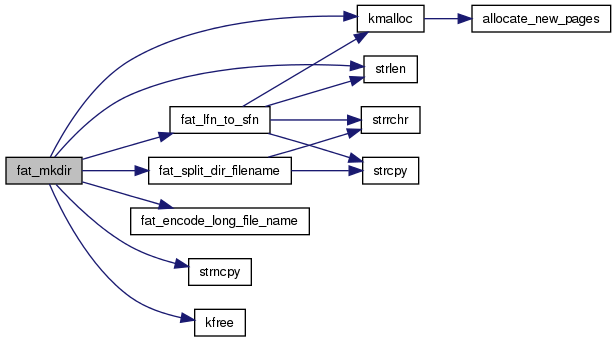 kmalloc
allocate_new_pages
strlen
fat_lfn_to_sfn
strrchr
fat_mkdir
fat_split_dir_filename
strcpy
fat_encode_long_file_name
strncpy
kfree